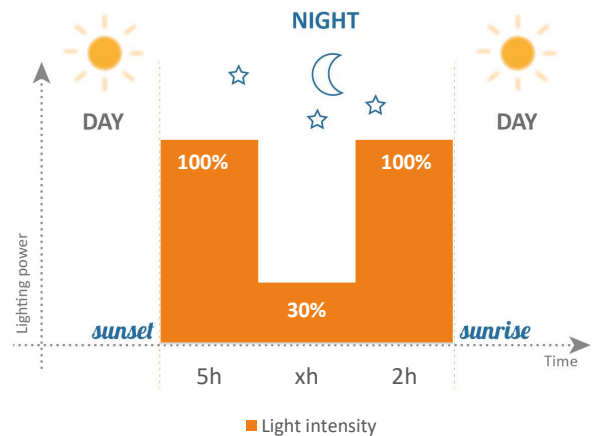 NIGHT
DAY
DAY
100%
100%
30%
Lighting power
sunset
sunrise
Time
5h
xh
2h
Light intensity